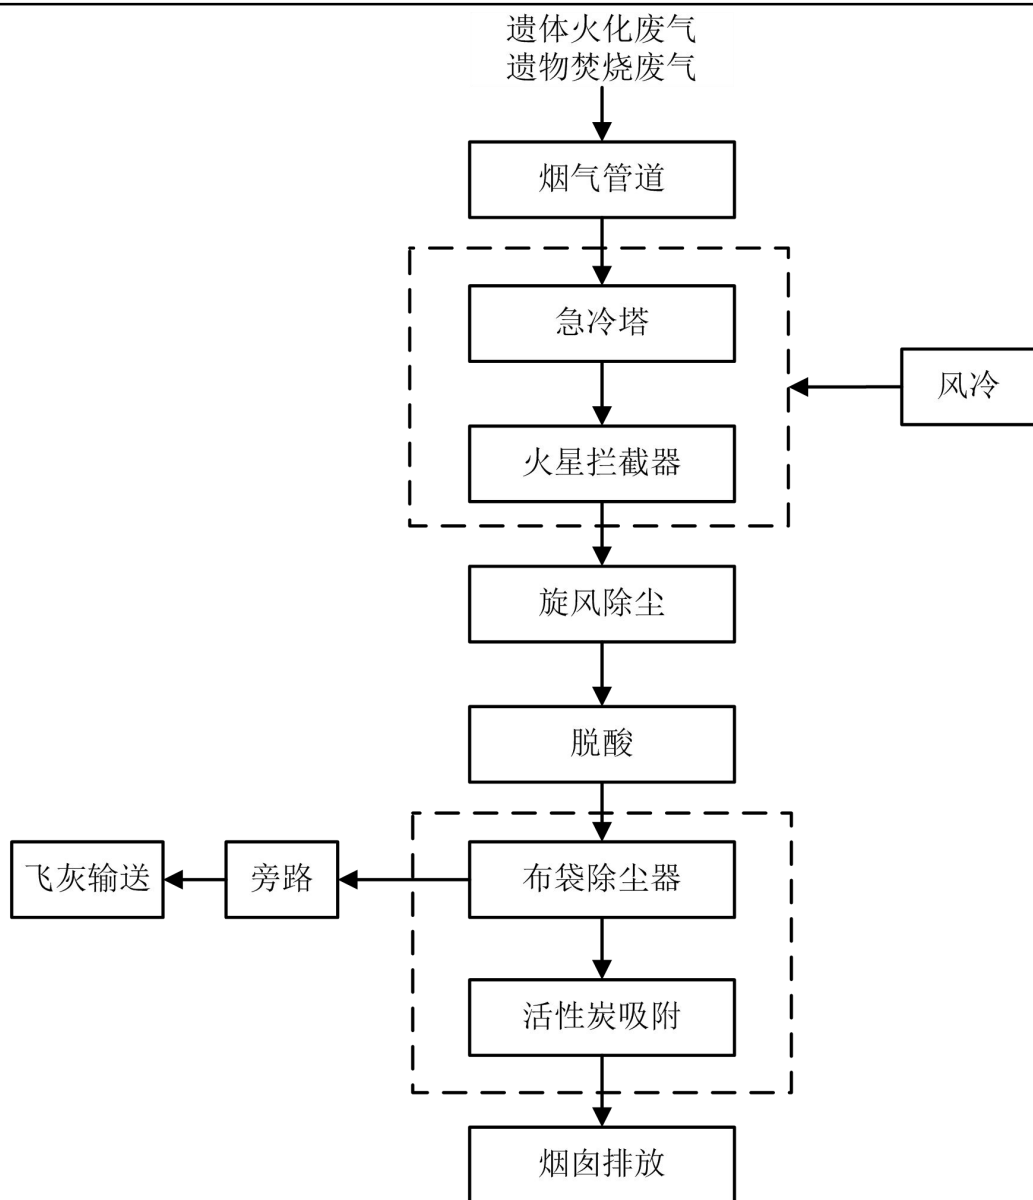 遗体火化废气
遗物焚烧废气
烟气管道
急冷塔
风冷
火星拦截器
旋风除尘
脱酸
飞灰输送
旁路
布袋除尘器
活性炭吸附
烟囱排放